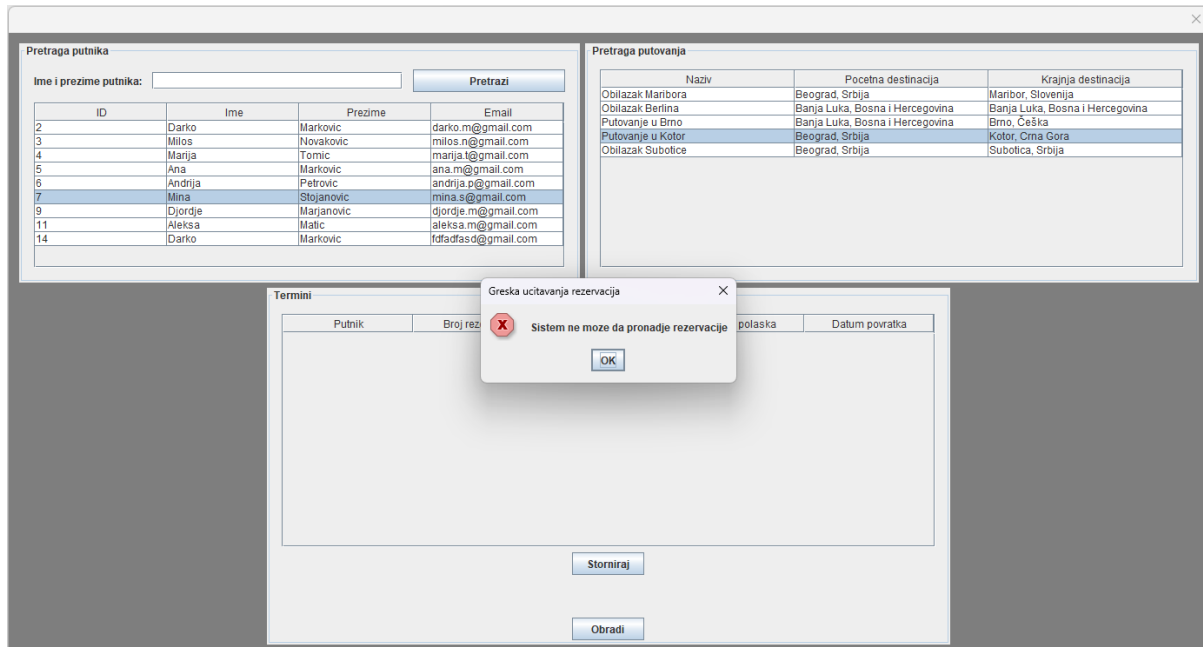 Pretraga putnika
Ime i prezime putnika:
Pretrazi
ID Ime Prezime Email
2 Darko Markovic darko.m@gmail.com
3 Milos Novakovic milos.n@gmail.com
4 Marija Tomic marija.t@gmail.com
5 Ana Markovic ana.m@gmail.com
6 Andrija Petrovic andrija.p@gmail.com
7 Mina Stojanovic mina.s@gmail.com
9 Djordje Marjanovic djordje.m@gmail.com
11 Aleksa Matic aleksa.m@gmail.com
14 Darko Markovic fdfadfasd@gmail.com
Pretraga putovanja
Naziv Pocetna destinacija Krajnja destinacija
Obilazak Maribora Beograd, Srbija Maribor, Slovenija
Obilazak Berlina Banja Luka, Bosna i Hercegovina Banja Luka, Bosna i Hercegovina
Putovanje u Brno Banja Luka, Bosna i Hercegovina Brno, Češka
Putovanje u Kotor Beograd, Srbija Kotor, Crna Gora
Obilazak Subotice Beograd, Srbija Subotica, Srbija
Termini
Putnik Broj polaska Datum povratka
Greska ucitavanja rezervacija
Sistem ne moze da pronadje rezervacije
OK
Storniraj
Obradi